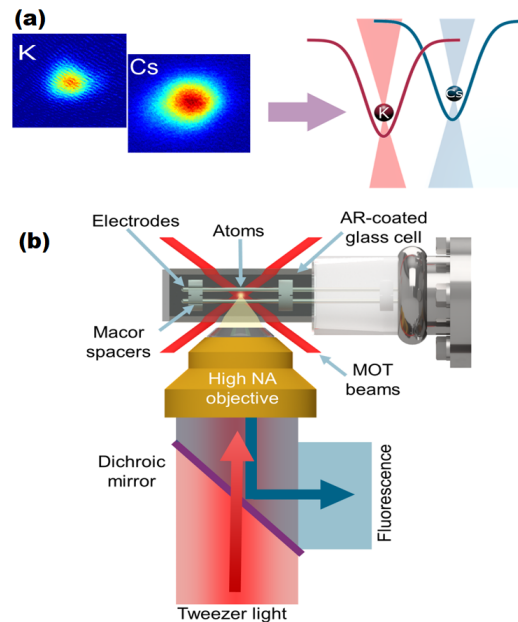 (a)
K
Cs
K
Cs
(b)
Electrodes
Atoms
AR-coated
glass cell
Macor
spacers
MOT
beams
High NA
objective
Dichroic
mirror
Fluorescence
Tweezer light